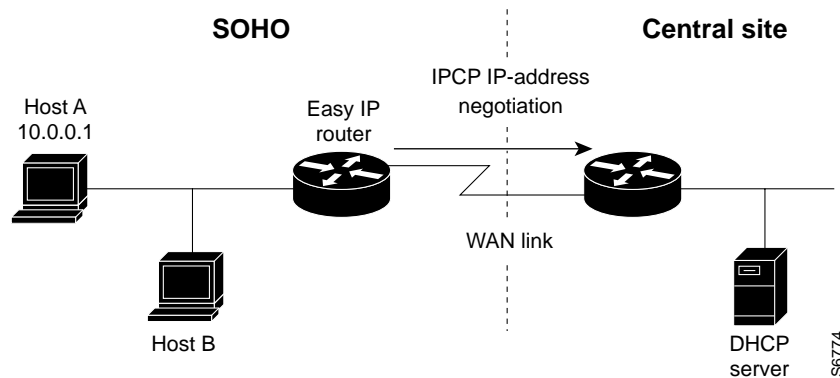 SOHO
Central site
IPCP IP-address
negotiation
Host A
10.0.0.1
Easy IP
router
WAN link
Host B
DHCP
server
S6774